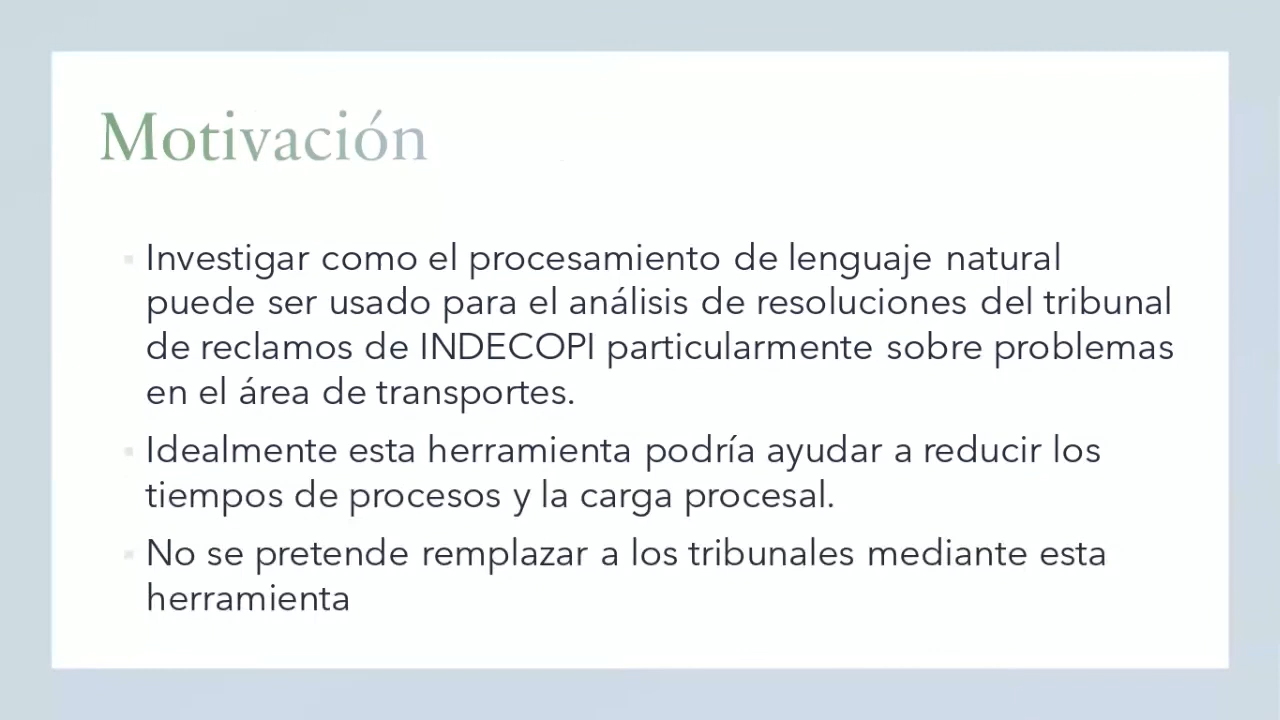 Motivación
Investigar como el procesamiento de lenguaje natural
puede ser usado para el análisis de resoluciones del tribunal
de reclamos de INDECOPI particularmente sobre problemas
en el área de transportes.
Idealmente esta herramienta podría ayudar a reducir los
tiempos de procesos y la carga procesal.
No se pretende remplazar a los tribunales mediante esta
herramienta